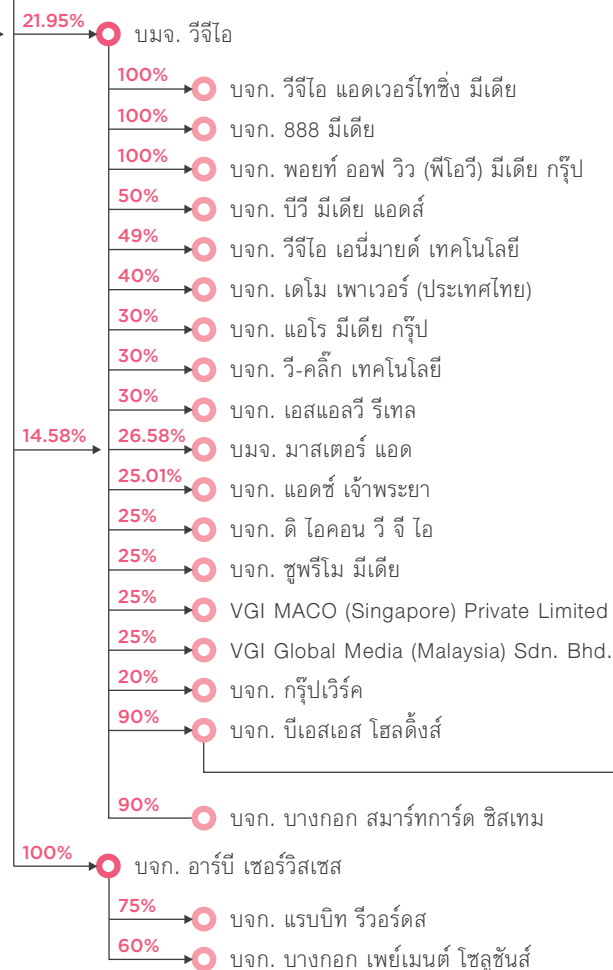 21.95% บมจ. วีจีไอ
100% บจก. วีจีไอ แอดเวอร์ไทซิ่ง มีเดีย
100% บจก. 888 มีเดีย
100% บจก. พอยท์ ออฟ วิว (พีโอวี) มีเดีย กรุ๊ป
50% บจก. บีวี มีเดีย แอดส์
49% บจก. วีจีไอ เอนี่มายด์ เทคโนโลยี
40% บจก. เดโม เพาเวอร์ (ประเทศไทย)
30% บจก. แอโร มีเดีย กรุ๊ป
30% บจก. วี-คลิ๊ก เทคโนโลยี
30% บจก. เอสแอลวี รีเทล
14.58% 26.58% บมจ. มาสเตอร์ แอด
25.01% บจก. แอดซ์ เจ้าพระยา
25% บจก. ดิ ไอคอน วี จี ไอ
25% บจก. ซูพรีโม มีเดีย
25% VGI MACO (Singapore) Private Limited
25% VGI Global Media (Malaysia) Sdn. Bhd.
20% บจก. กรุ๊ปเวิร์ค
90% บจก. บีเอสเอส โฮลดิ้งส์
90% บจก. บางกอก สมาร์ทการ์ด ซิสเทม
100% บจก. อาร์บี เซอร์วิสเซส
75% บจก. แรบบิท รีวอร์ดส
60% บจก. บางกอก เพย์เมนต์ โซลูชันส์